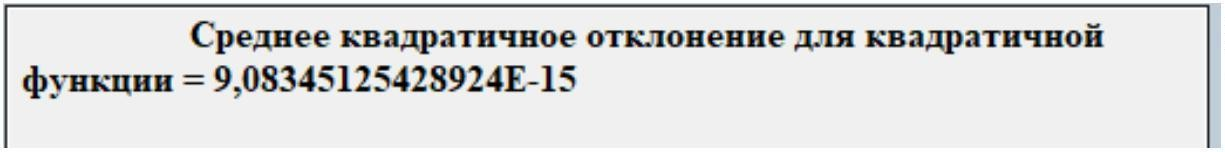 Среднее квадратичное отклонение для квадратичной
функции = 9,08345125428924E-15